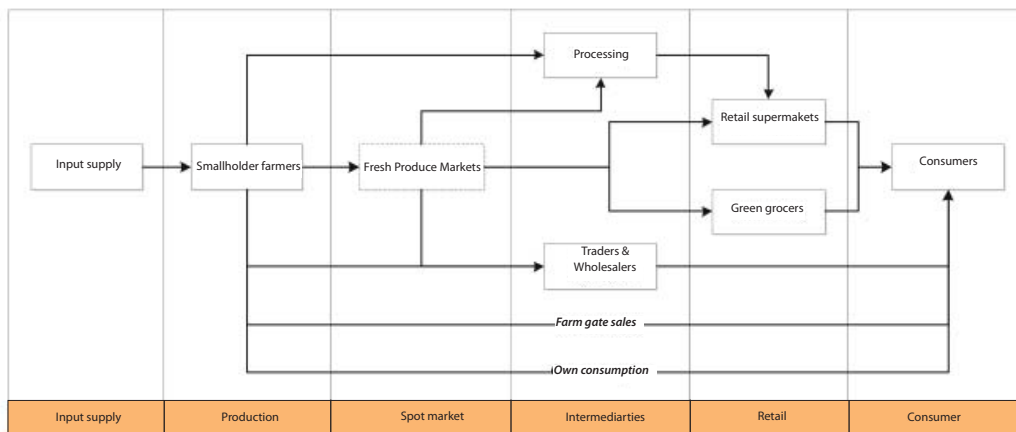 Processing
Retail supermakets
Input supply
Smallholder farmers
Fresh Produce Markets
Consumers
Green grocers
Traders &
Wholesalers
Farm gate sales
Own consumption
Input supply
Production
Spot market
Intermediarties
Retail
Consumer